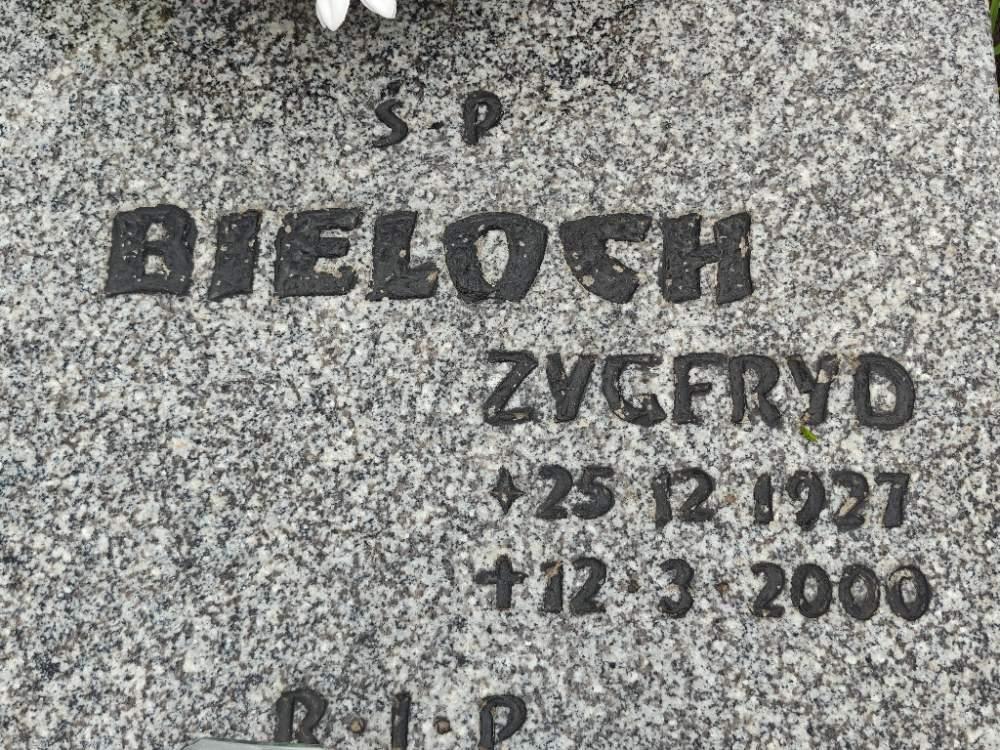 Ś. P
BIELOCH
ZYGFRYD
25 12 1927
12·3 2000
R·I·P